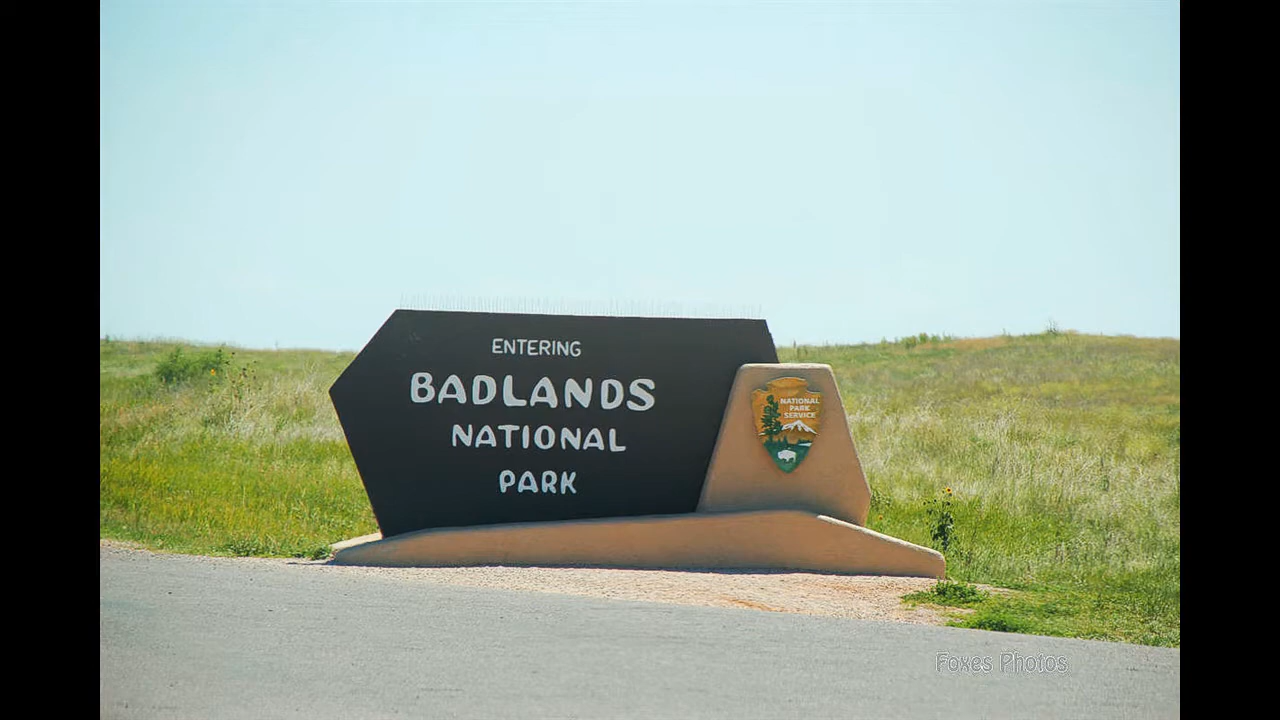 ENTERING
BADLANDS
NATIONAL
PARK
NATIONAL
PARK
SERVICE
Foxes Photos